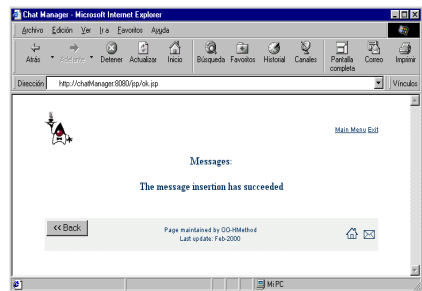 Chat Manager - Microsoft Internet Explorer
Archivo Edición Ver Ir a Favoritos Ayuda
Atrás Adelante Detener Actualizar Inicio Búsqueda Favoritos Historial Canales Pantalla completa Correo Imprimir
Dirección http://chatManager:8080/jsp/ok.jsp Vínculos
Main Menu Exit
Messages:
The message insertion has succeeded
<< Back
Page maintained by OO-HMethod
Last update: Feb-2000
Mi PC